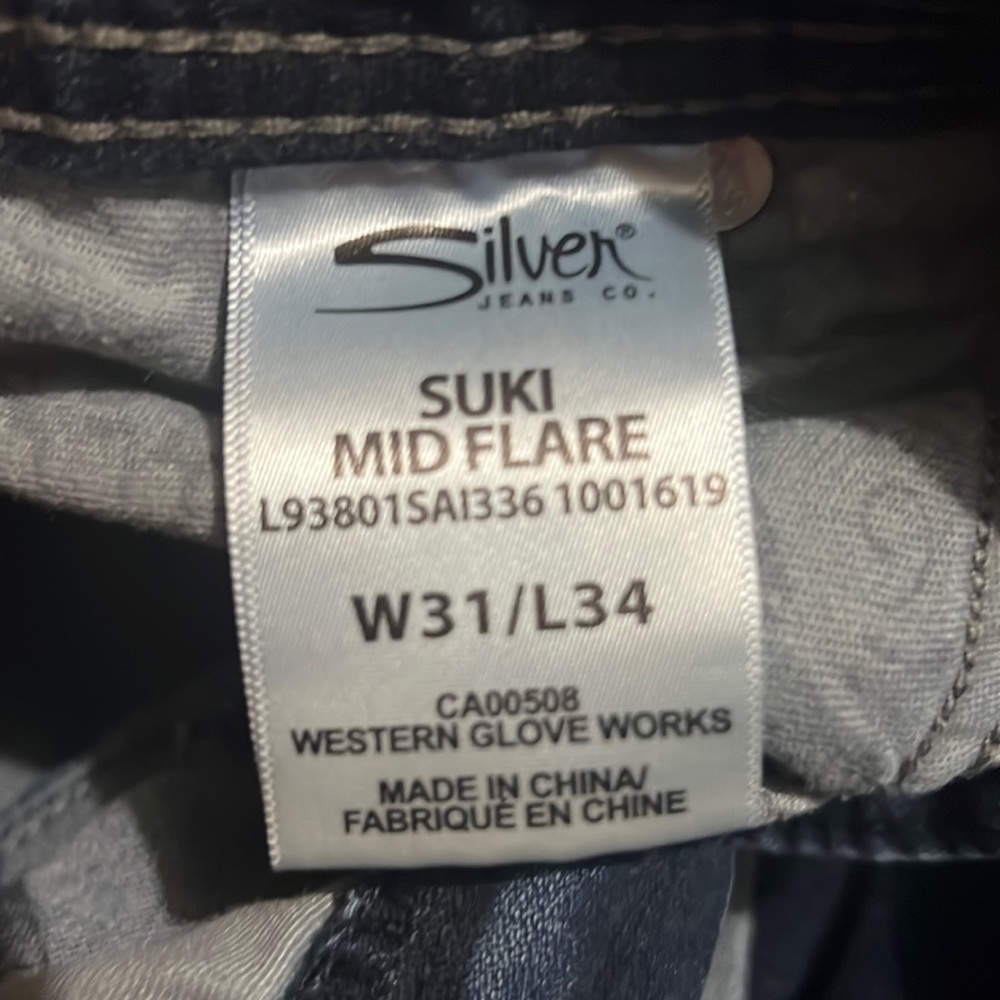 Silver®
JEANS CO.
SUKI
MID FLARE
L93801SAI336 1001619
W31/L34
CA00508
WESTERN GLOVE WORKS
MADE IN CHINA/
FABRIQUÉ EN CHINE